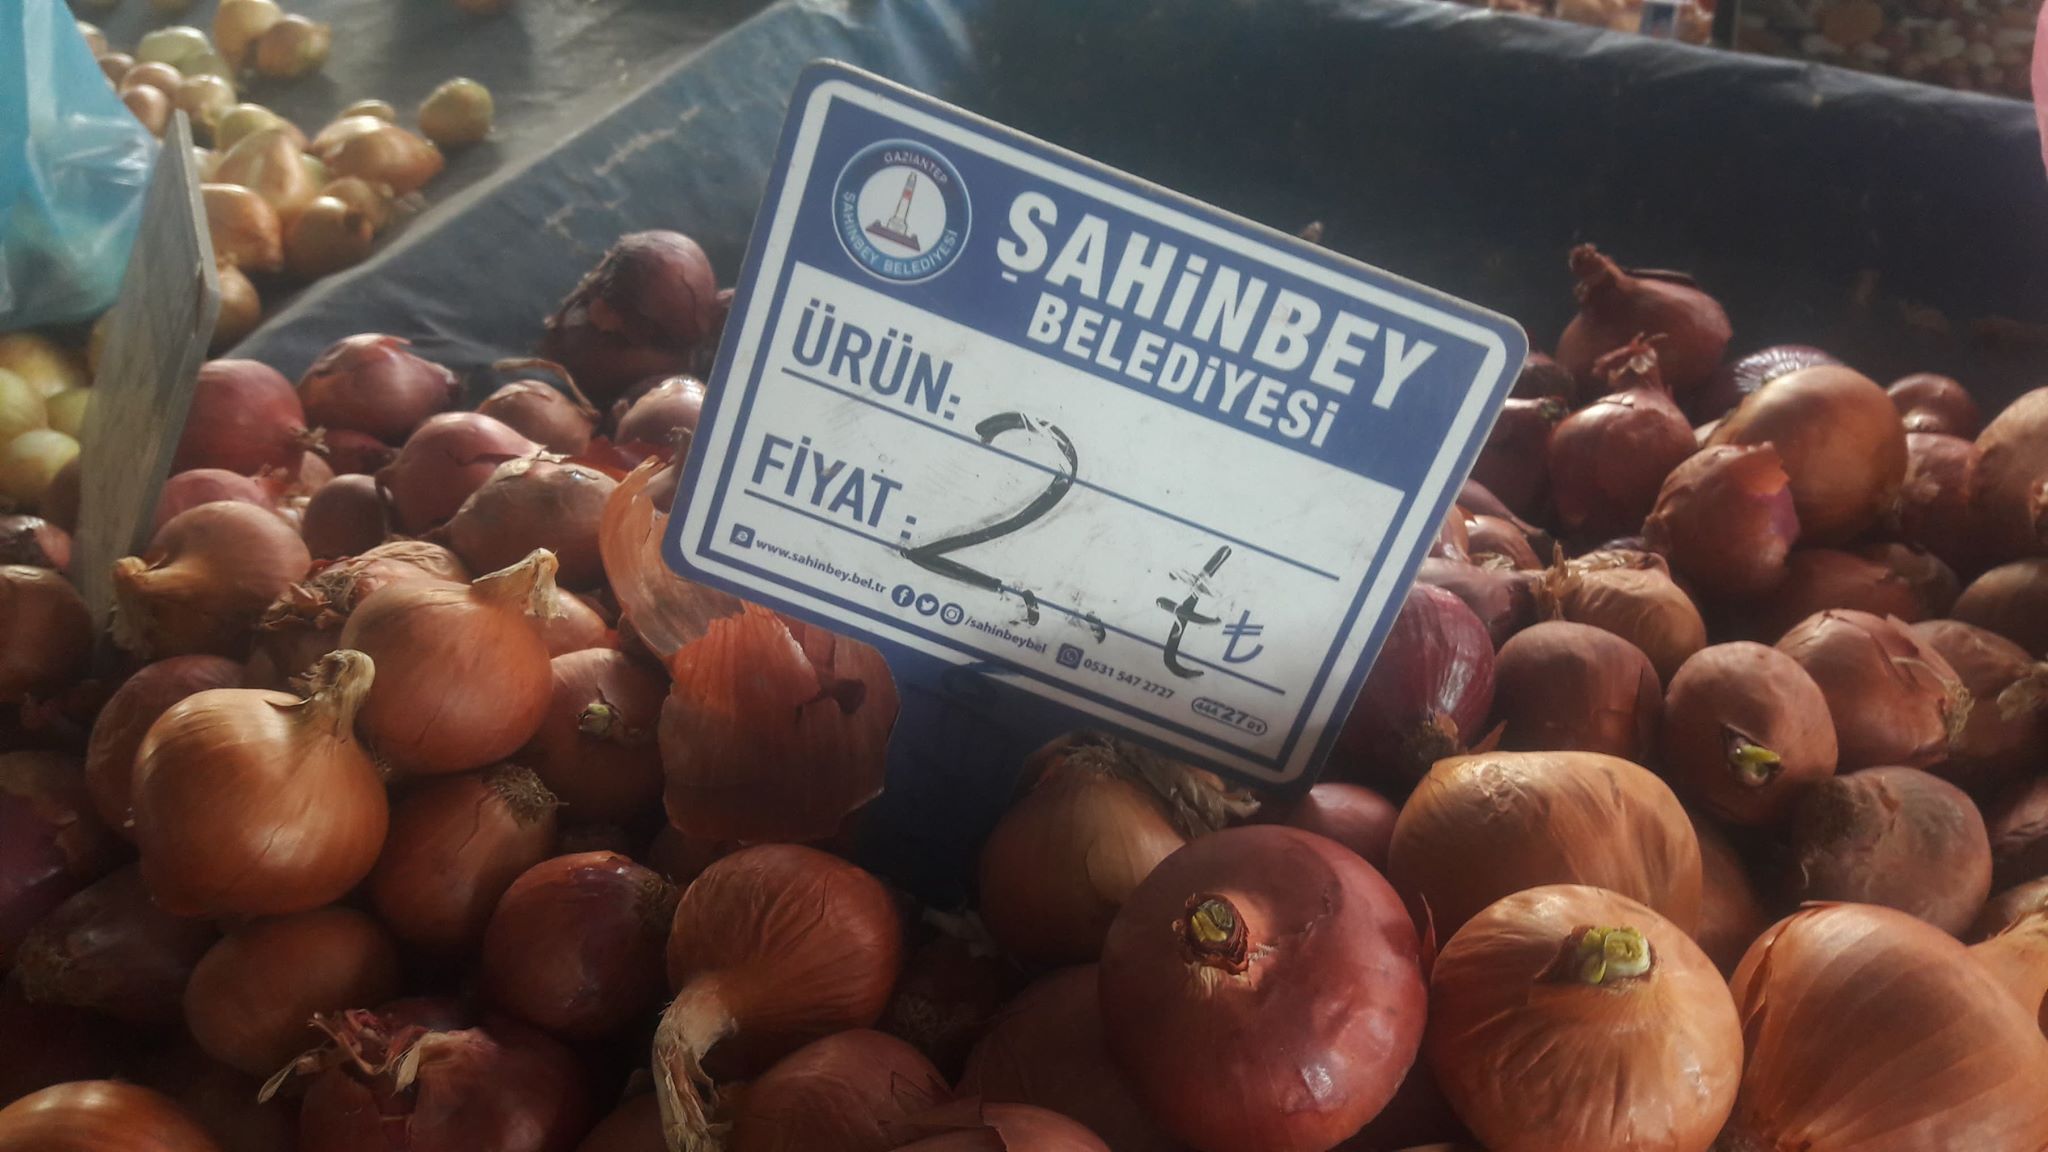 GAZİANTEP
ŞAHİNBEY BELEDİYESİ
ŞAHİNBEY
BELEDİYESİ
ÜRÜN:
FİYAT : 2 t ₺
www.sahinbey.bel.tr /sahinbeybel 0531 547 2727 444 27 01